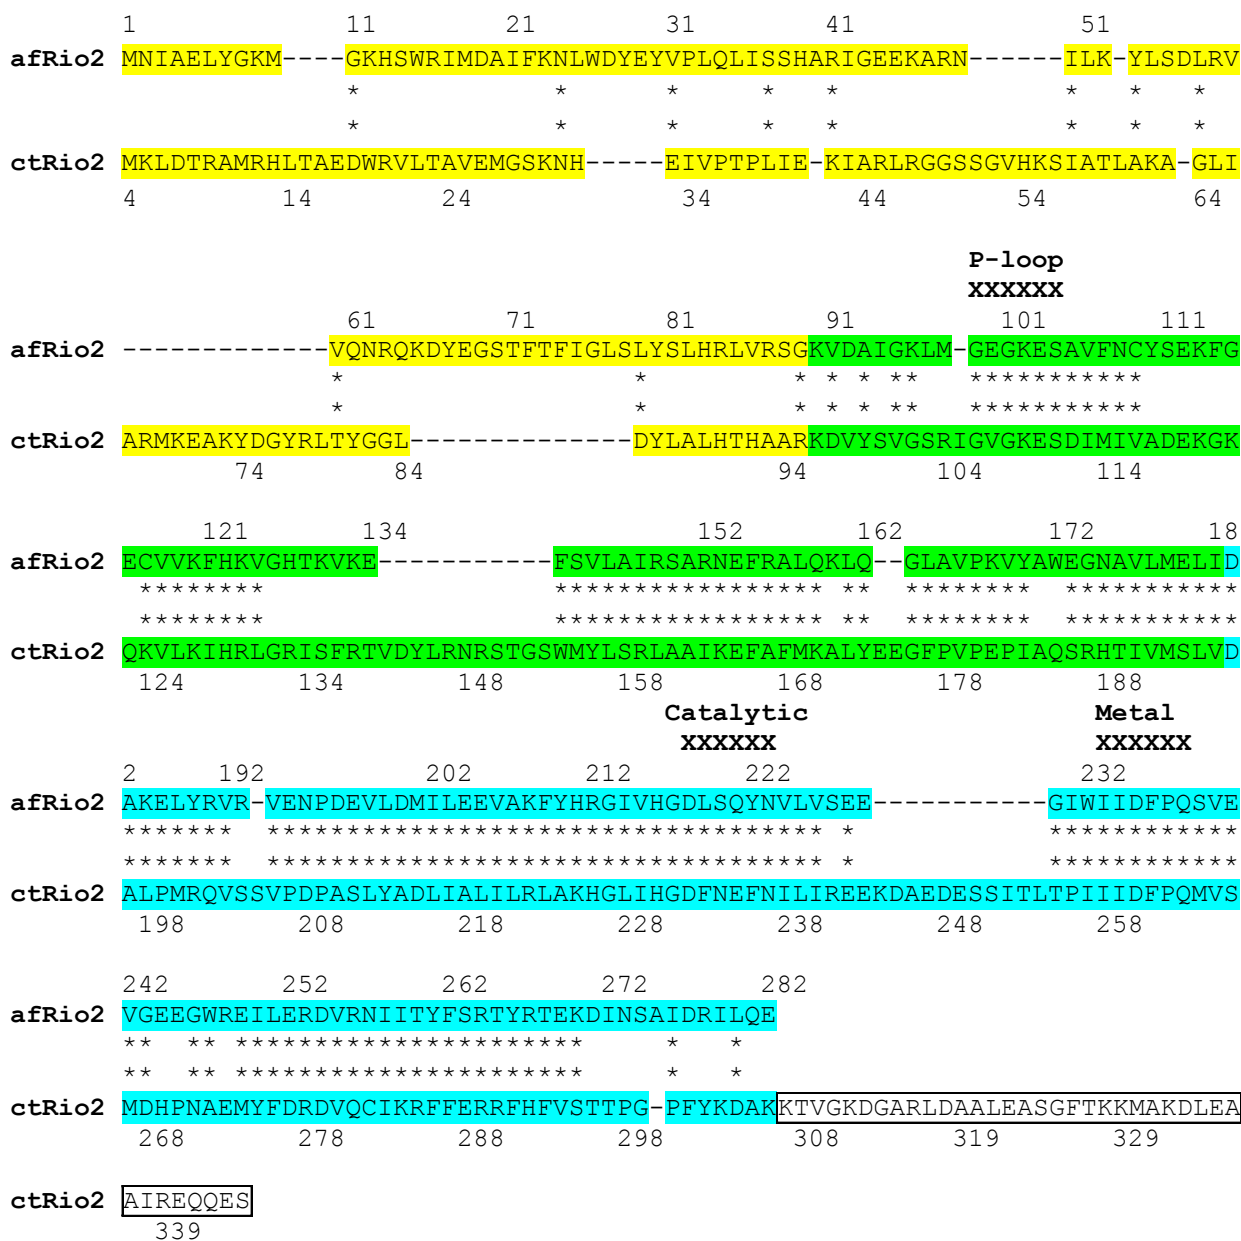 1 11 21 31 41 51
afRio2 MNIAELYGKM----GKHSWRIMDAIFKNLWDYEYVPLQLISSHARIGEEKARN------ILK-YLSDLRV
* * * * * * * *
* * * * * * * *
ctRio2 MKLDTRAMRHLTAEDWRVLTAVEMGSKNH-----EIVPTPLIE-KIARLRGGSSGVHKSIATLAKA-GLI
4 14 24 34 44 54 64
P-loop
XXXXXX
61 71 81 91 101 111
afRio2 -------------VQNRQKDYEGSTFTFIGLSLYSLHRLVRSGKVDAIGKLM-GEGKESAVFNCYSEKFG
* * * * * ** ***********
* * * * * ** ***********
ctRio2 ARMKEAKYDGYRLTYGGL--------------DYLALHTHAARKDVYSVGSRIGVGKESDIMIVADEKGK
74 84 94 104 114
121 134 152 162 172 18
afRio2 ECVVKFHKVGHTKVKE-----------FSVLAIRSARNEFRALQKLQ--GLAVPKVYAWEGNAVLMELID
******** ***************** ** ******** ***********
******** ***************** ** ******** ***********
ctRio2 QKVLKIHRLGRISFRTVDYLRNRSTGSWMYLSRLAAIKEFAFMKALYEEGFPVPEPIAQSRHTIVMSLVD
124 134 148 158 168 178 188
Catalytic Metal
XXXXXX XXXXXX
2 192 202 212 222 232
afRio2 AKELYRVR-VENPDEVLDMILEEVAKFYHRGIVHGDLSQYNVLVSEE-----------GIWIIDFPQSVE
******* *********************************** * ************
******* *********************************** * ************
ctRio2 ALPMRQVSSVPDPASLYADLIALILRLAKHGLIHGDFNEFNILIREEKDAEDESSITLTPIIIDFPQMVS
198 208 218 228 238 248 258
242 252 262 272 282
afRio2 VGEEGWREILERDVRNIITYFSRTYRTEKDINSAIDRILQE
** ** ********************** * *
** ** ********************** * *
ctRio2 MDHPNAEMYFDRDVQCIKRFFERRFHFVSTTPG-PFYKDAKKTVGKDGARLDAALEASGFTKKMAKDLEA
268 278 288 298 308 319 329
ctRio2 AIREQQES
339